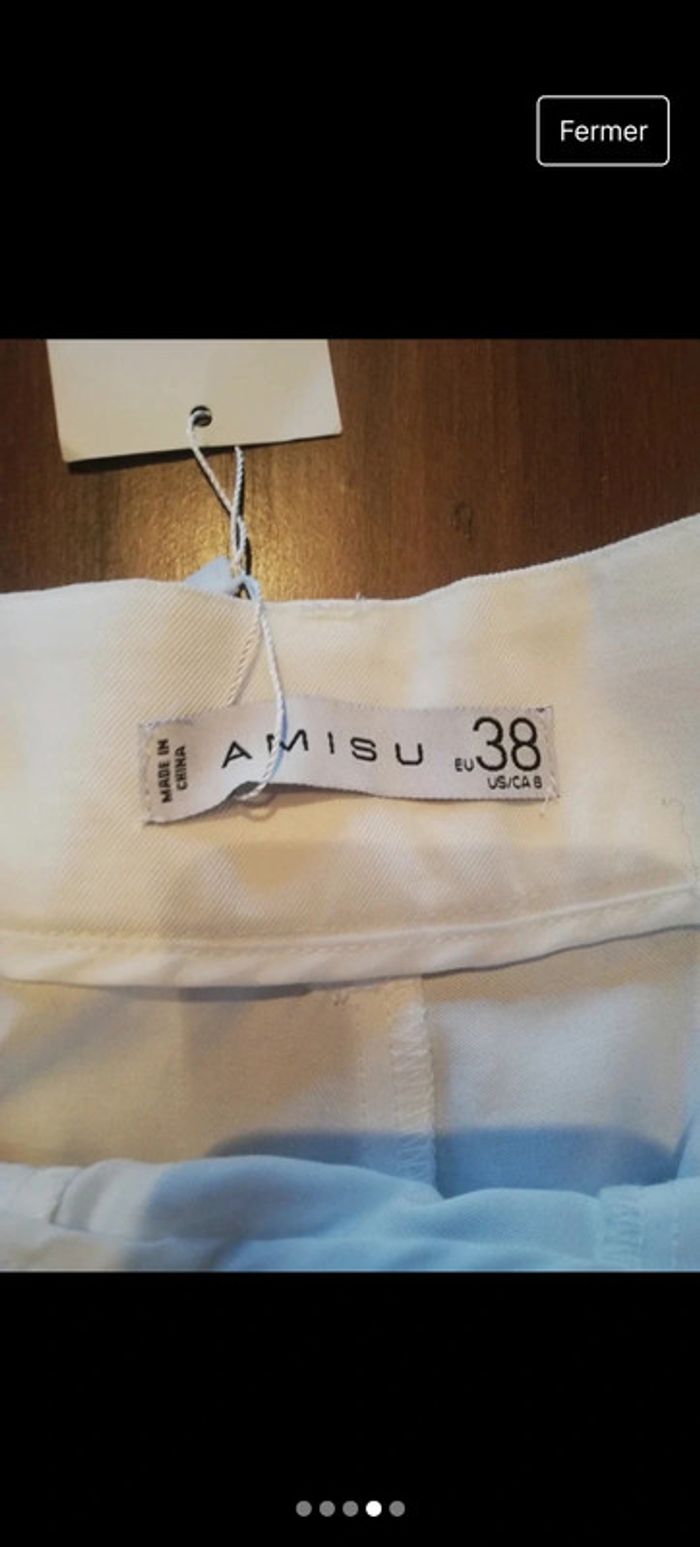 Fermer
MADE IN
CHINA
AMISU
EU 38
US/CA 8